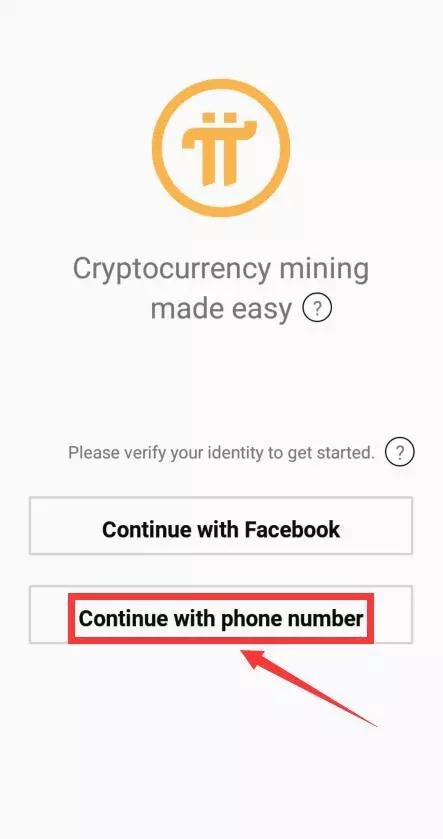 Cryptocurrency mining
made easy ?
Please verify your identity to get started. ?
Continue with Facebook
Continue with phone number